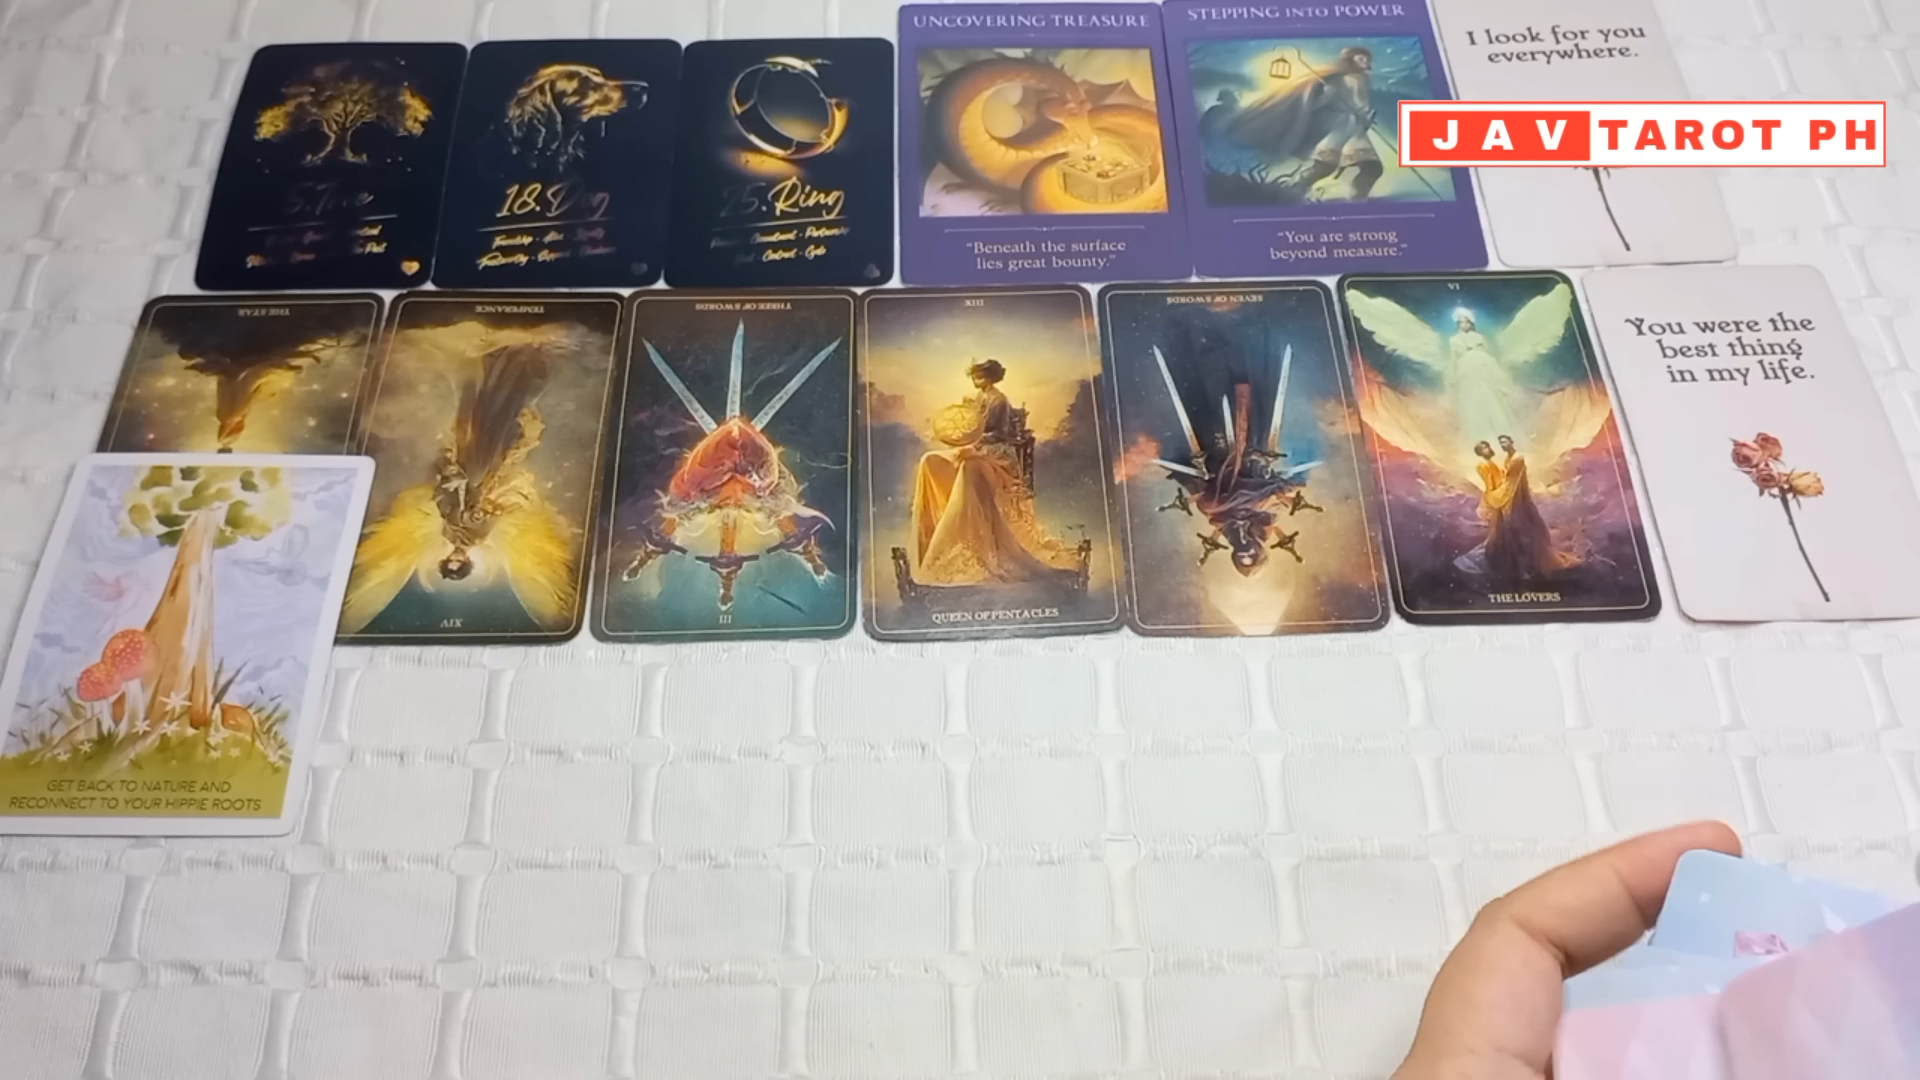 UNCOVERING TREASURE
STEPPING INTO POWER
I look for you
everywhere.
JAV TAROT PH
5.Tree
18.Dog
25.Ring
"Beneath the surface
lies great bounty."
"You are strong
beyond measure."
THE STAR
TEMPERANCE
THREE OF SWORDS
XIII
SEVEN OF SWORDS
VI
You were the
best thing
in my life.
XIV
III
QUEEN OF PENTACLES
THE LOVERS
GET BACK TO NATURE AND
RECONNECT TO YOUR HIPPIE ROOTS